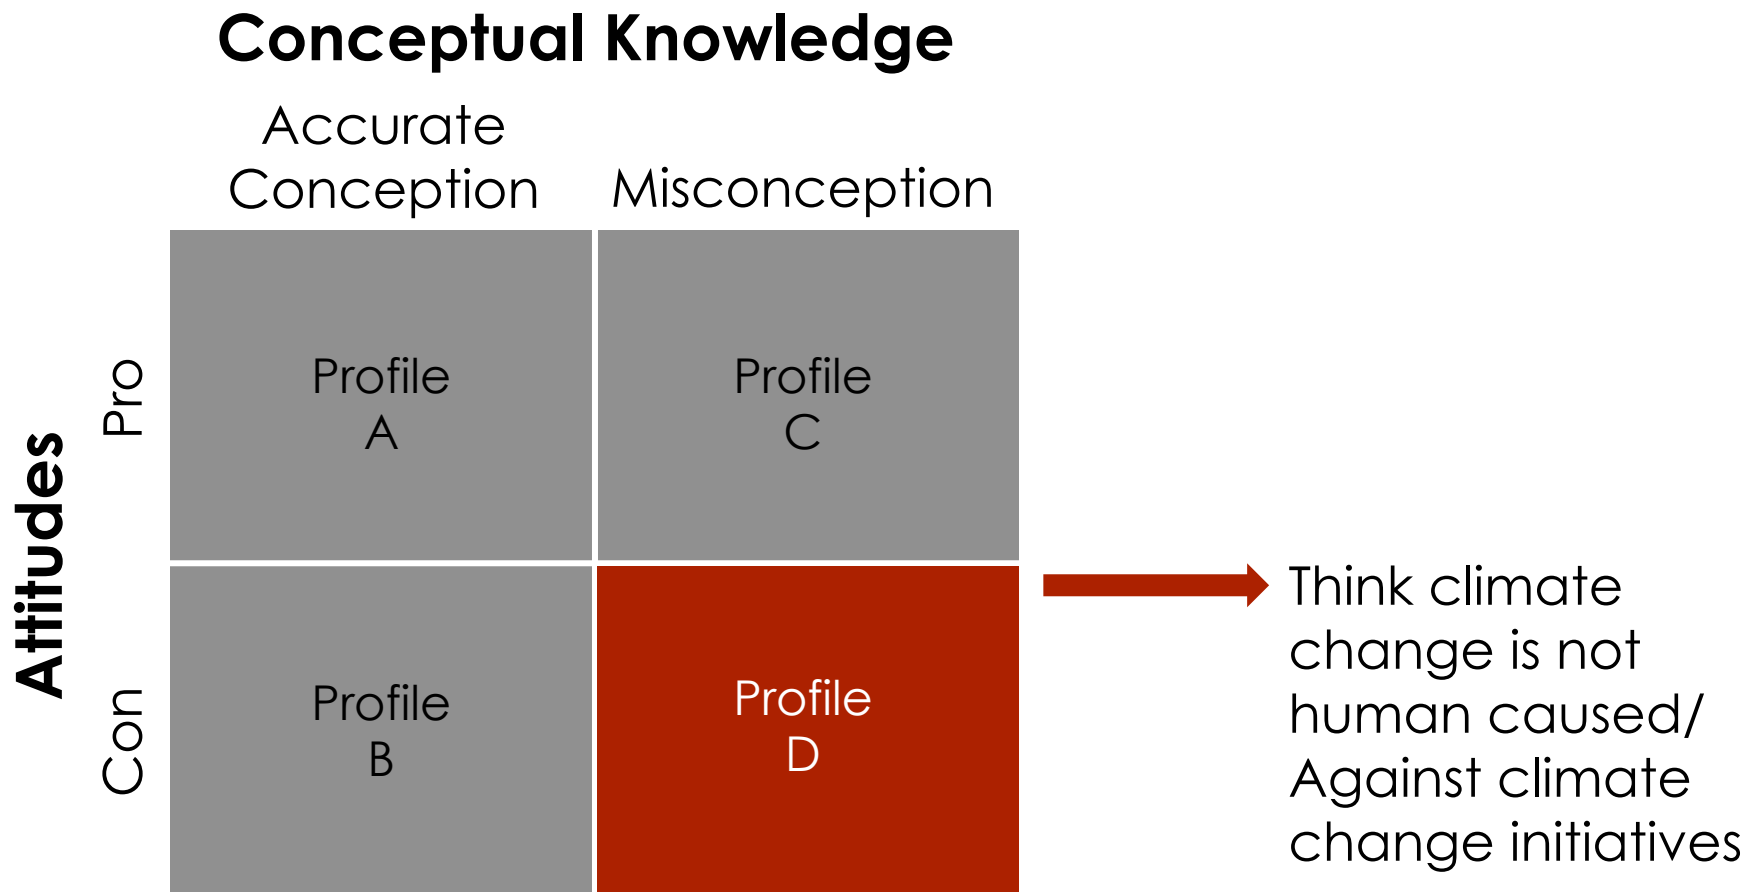 Conceptual Knowledge
Accurate
Conception
Misconception
Attitudes
Pro
Profile
A
Profile
C
Con
Profile
B
Profile
D
Think climate
change is not
human caused/
Against climate
change initiatives